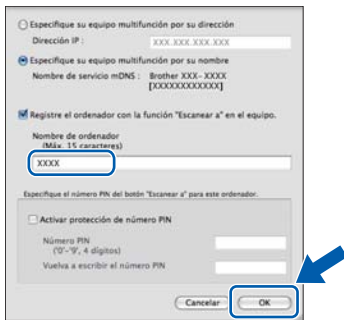 Especifique su equipo multifunción por su dirección
Dirección IP : XXX.XXX.XXX.XXX
Especifique su equipo multifunción por su nombre
Nombre de servicio mDNS : Brother XXX-XXXX
[XXXXXXXXXXXX]
Registre el ordenador con la función "Escanear a" en el equipo.
Nombre de ordenador
(Máx. 15 caracteres)
XXXX
Especifique el número PIN del botón "Escanear a" para este ordenador.
Activar protección de número PIN
Número PIN
('0'-'9', 4 dígitos)
Vuelva a escribir el número PIN
Cancelar OK